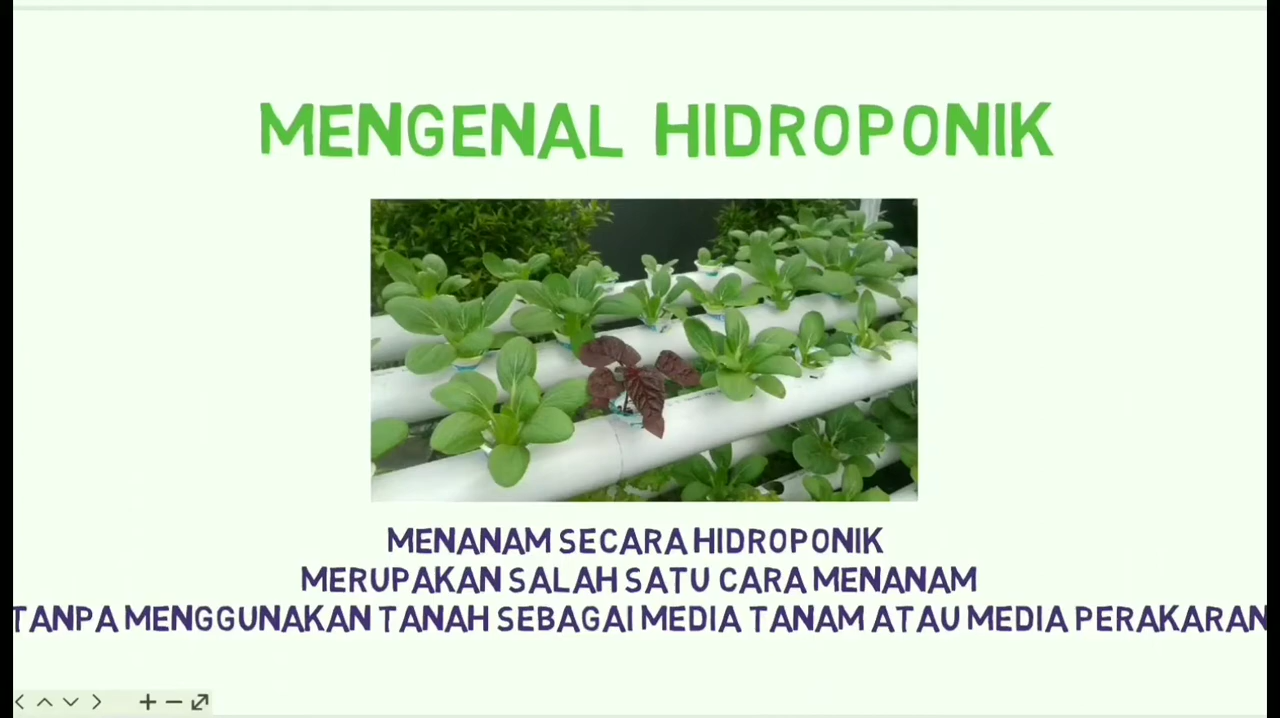 MENGENAL HIDROPONIK
MENANAM SECARA HIDROPONIK
MERUPAKAN SALAH SATU CARA MENANAM
TANPA MENGGUNAKAN TANAH SEBAGAI MEDIA TANAM ATAU MEDIA PERAKARAN